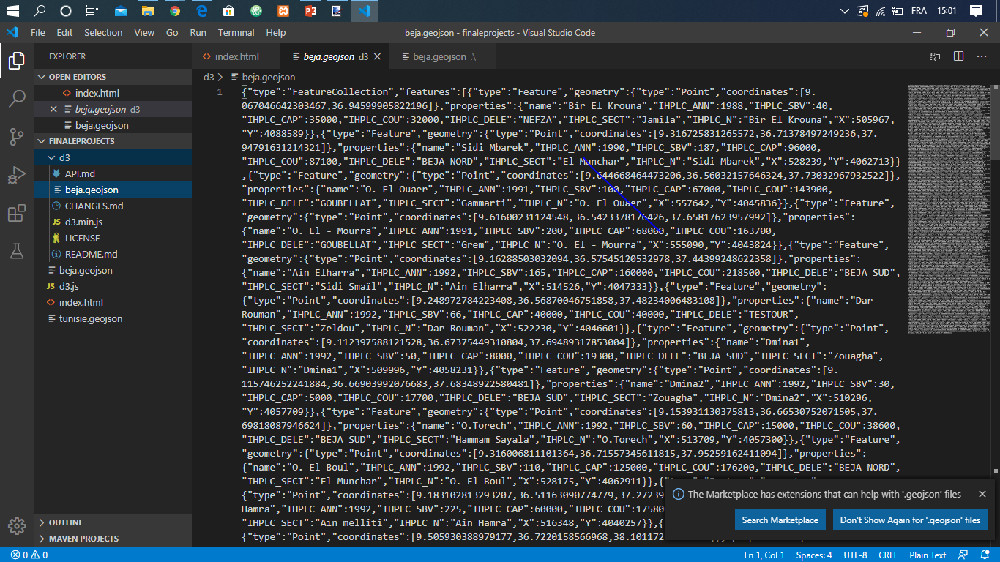 FRA
15:01
File Edit Selection View Go Run Terminal Help
beja.geojson - finaleprojects - Visual Studio Code
EXPLORER
OPEN EDITORS
index.html
beja.geojson d3
beja.geojson
FINALEPROJECTS
d3
API.md
beja.geojson
CHANGES.md
d3.min.js
LICENSE
README.md
beja.geojson
d3.js
index.html
tunisie.geojson
OUTLINE
MAVEN PROJECTS
index.html
beja.geojson d3
beja.geojson .\
d3 > beja.geojson
1
{"type":"FeatureCollection","features":[{"type":"Feature","geometry":{"type":"Point","coordinates":[9.
067046642303467,36.94599905822196]},"properties":{"name":"Bir El Krouna","IHPLC_ANN":1988,"IHPLC_SBV":40,
"IHPLC_CAP":35000,"IHPLC_COU":32000,"IHPLC_DELE":"NEFZA","IHPLC_SECT":"Jamila","IHPLC_N":"Bir El Krouna","X":505967,
"Y":4088589}},{"type":"Feature","geometry":{"type":"Point","coordinates":[9.316725831265572,36.71378497249236,37.
94791631214321]},"properties":{"name":"Sidi Mbarek","IHPLC_ANN":1990,"IHPLC_SBV":187,"IHPLC_CAP":96000,
"IHPLC_COU":87100,"IHPLC_DELE":"BEJA NORD","IHPLC_SECT":"El Munchar","IHPLC_N":"Sidi Mbarek","X":528239,"Y":4062713}}
,{"type":"Feature","geometry":{"type":"Point","coordinates":[9.644668464473206,36.56032157646324,37.73032967932522]},
"properties":{"name":"O. El Ouaer","IHPLC_ANN":1991,"IHPLC_SBV":100,"IHPLC_CAP":67000,"IHPLC_COU":143900,
"IHPLC_DELE":"GOUBELLAT","IHPLC_SECT":"Gammarti","IHPLC_N":"O. El Ouaer","X":557642,"Y":4045836}},{"type":"Feature",
"geometry":{"type":"Point","coordinates":[9.61600231124548,36.5423378176426,37.65817623957992]},"properties":
{"name":"O. El - Mourra","IHPLC_ANN":1991,"IHPLC_SBV":200,"IHPLC_CAP":68000,"IHPLC_COU":163700,
"IHPLC_DELE":"GOUBELLAT","IHPLC_SECT":"Grem","IHPLC_N":"O. El - Mourra","X":555090,"Y":4043824}},{"type":"Feature",
"geometry":{"type":"Point","coordinates":[9.16288503032094,36.57545120532978,37.44399248622358]},"properties":
{"name":"Ain Elharra","IHPLC_ANN":1992,"IHPLC_SBV":165,"IHPLC_CAP":160000,"IHPLC_COU":218500,"IHPLC_DELE":"BEJA SUD",
"IHPLC_SECT":"Sidi Smaïl","IHPLC_N":"Ain Elharra","X":514526,"Y":4047333}},{"type":"Feature","geometry":
{"type":"Point","coordinates":[9.248972784223408,36.56870046751858,37.48234006483108]},"properties":{"name":"Dar
Rouman","IHPLC_ANN":1992,"IHPLC_SBV":66,"IHPLC_CAP":40000,"IHPLC_COU":40000,"IHPLC_DELE":"TESTOUR",
"IHPLC_SECT":"Zeldou","IHPLC_N":"Dar Rouman","X":522230,"Y":4046601}},{"type":"Feature","geometry":{"type":"Point",
"coordinates":[9.112397588121528,36.67375449310804,37.69489317853004]},"properties":{"name":"Dmina1",
"IHPLC_ANN":1992,"IHPLC_SBV":50,"IHPLC_CAP":8000,"IHPLC_COU":19300,"IHPLC_DELE":"BEJA SUD","IHPLC_SECT":"Zouagha",
"IHPLC_N":"Dmina1","X":509996,"Y":4058231}},{"type":"Feature","geometry":{"type":"Point","coordinates":[9.
115746252241884,36.66903992076683,37.68348922580481]},"properties":{"name":"Dmina2","IHPLC_ANN":1992,"IHPLC_SBV":30,
"IHPLC_CAP":5000,"IHPLC_COU":17700,"IHPLC_DELE":"BEJA SUD","IHPLC_SECT":"Zouagha","IHPLC_N":"Dmina2","X":510296,
"Y":4057709}},{"type":"Feature","geometry":{"type":"Point","coordinates":[9.153931130375813,36.66530752071505,37.
69818087946624]},"properties":{"name":"O.Torech","IHPLC_ANN":1992,"IHPLC_SBV":60,"IHPLC_CAP":15000,"IHPLC_COU":38600,
"IHPLC_DELE":"BEJA SUD","IHPLC_SECT":"Hammam Sayala","IHPLC_N":"O.Torech","X":513709,"Y":4057300}},{"type":"Feature",
"geometry":{"type":"Point","coordinates":[9.316006811101364,36.71557345611815,37.95259162411094]},"properties":
{"name":"O. El Boul","IHPLC_ANN":1992,"IHPLC_SBV":110,"IHPLC_CAP":125000,"IHPLC_COU":176200,"IHPLC_DELE":"BEJA NORD",
"IHPLC_SECT":"El Munchar","IHPLC_N":"O. El Boul","X":528175,"Y":4062911}},{
{"type":"Point","coordinates":[9.183102813293207,36.51163090774779,37.27239
Hamra","IHPLC_ANN":1992,"IHPLC_SBV":225,"IHPLC_CAP":60000,"IHPLC_COU":17580
"IHPLC_SECT":"Aïn melliti","IHPLC_N":"Ain Hamra","X":516348,"Y":4040257}},{
{"type":"Point","coordinates":[9.505930388979177,36.7220158566968,38.101172
The Marketplace has extensions that can help with '.geojson' files
Search Marketplace
Don't Show Again for '.geojson' files
0 0
Ln 1, Col 1 Spaces: 4 UTF-8 CRLF Plain Text